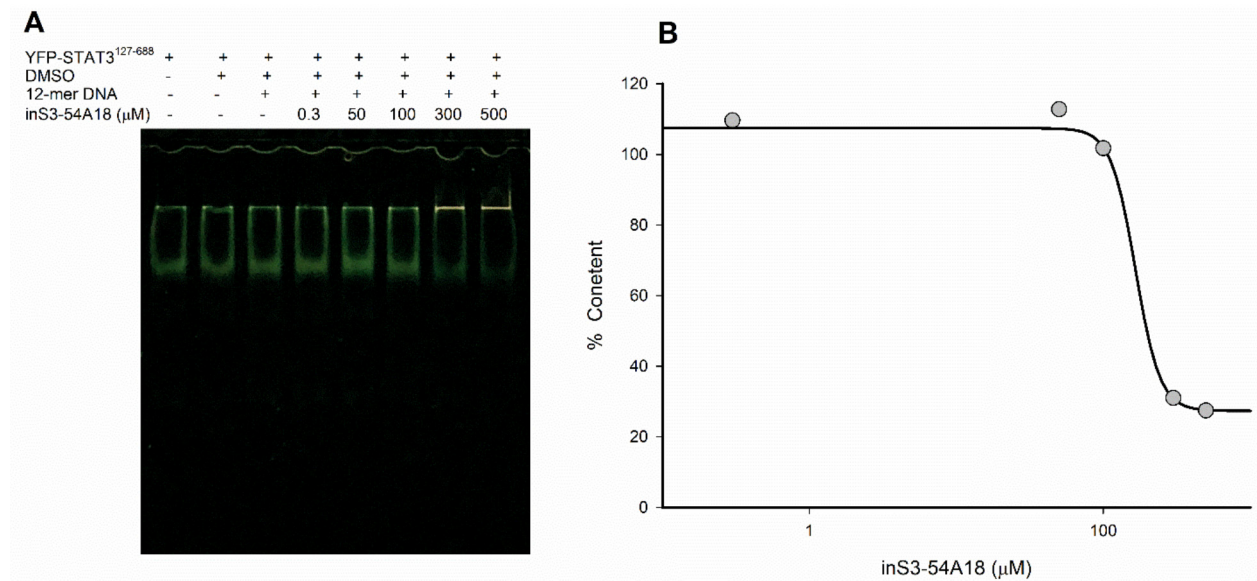 A
YFP-STAT3127-688 + + + + + + + +
DMSO - + + + + + + +
12-mer DNA - - + + + + + +
inS3-54A18 (μM) - - - 0.3 50 100 300 500
B
120
100
80
60
40
20
0
% Conetent
1 100
inS3-54A18 (μM)